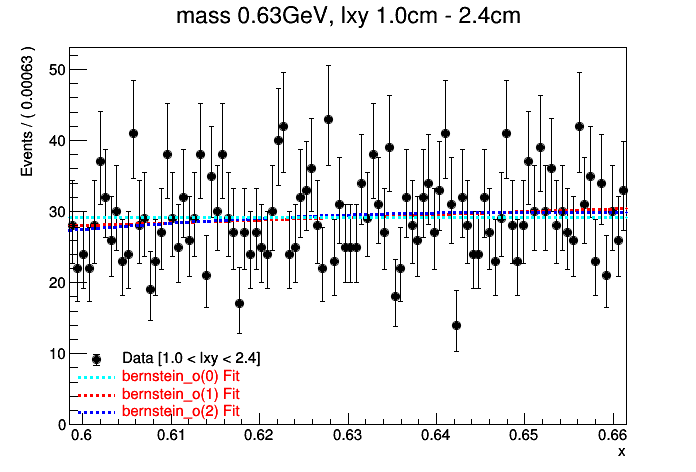 mass 0.63GeV, lxy 1.0cm - 2.4cm
Events / ( 0.00063 )
50
40
30
20
10
0
Data [1.0 < lxy < 2.4]
bernstein_o(0) Fit
bernstein_o(1) Fit
bernstein_o(2) Fit
0.6 0.61 0.62 0.63 0.64 0.65 0.66
x